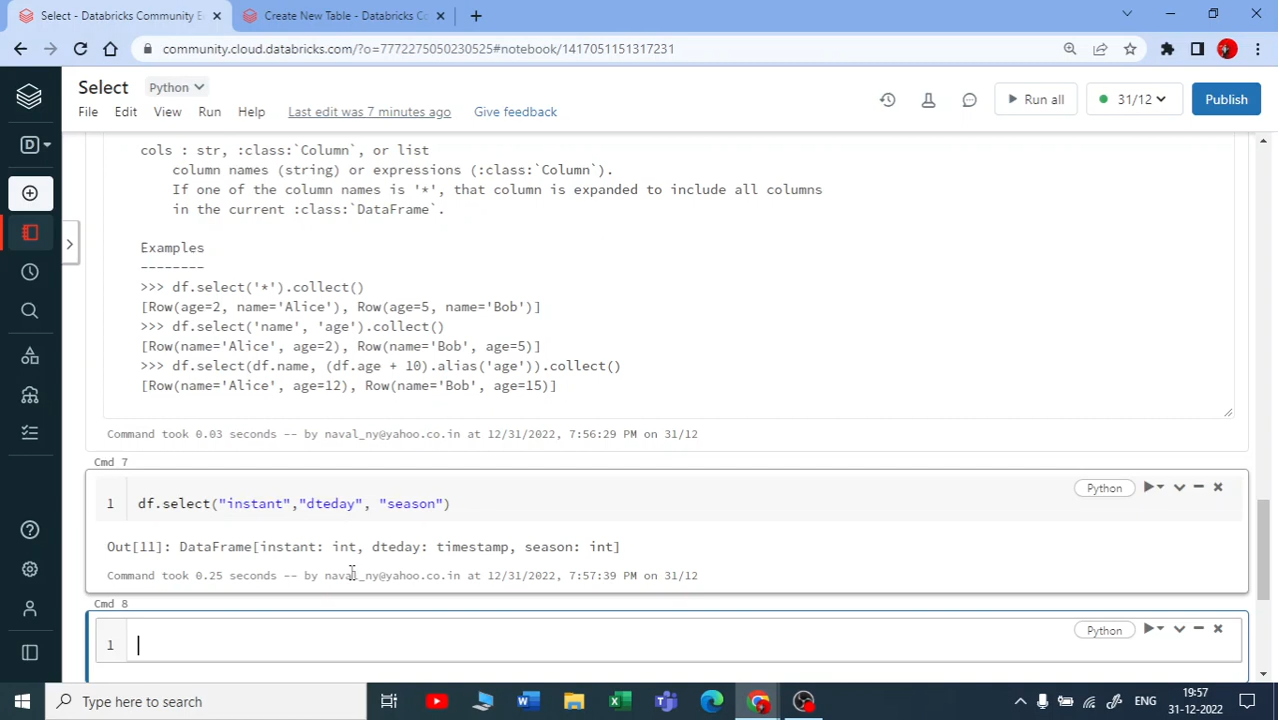 Select - Databricks Community E
Create New Table - Databricks Co
community.cloud.databricks.com/?o=7772275050230525#notebook/1417051151317231
Select
Python
File Edit View Run Help Last edit was 7 minutes ago Give feedback
Run all
31/12
Publish
D
cols : str, :class:`Column`, or list
column names (string) or expressions (:class:`Column`).
If one of the column names is '*', that column is expanded to include all columns
in the current :class:`DataFrame`.
Examples
--------
>>> df.select('*').collect()
[Row(age=2, name='Alice'), Row(age=5, name='Bob')]
>>> df.select('name', 'age').collect()
[Row(name='Alice', age=2), Row(name='Bob', age=5)]
>>> df.select(df.name, (df.age + 10).alias('age')).collect()
[Row(name='Alice', age=12), Row(name='Bob', age=15)]
Command took 0.03 seconds -- by naval_ny@yahoo.co.in at 12/31/2022, 7:56:29 PM on 31/12
Cmd 7
Python
1 df.select("instant","dteday", "season")
Out[11]: DataFrame[instant: int, dteday: timestamp, season: int]
Command took 0.25 seconds -- by naval_ny@yahoo.co.in at 12/31/2022, 7:57:39 PM on 31/12
Cmd 8
Python
1
Type here to search
ENG
19:57
31-12-2022